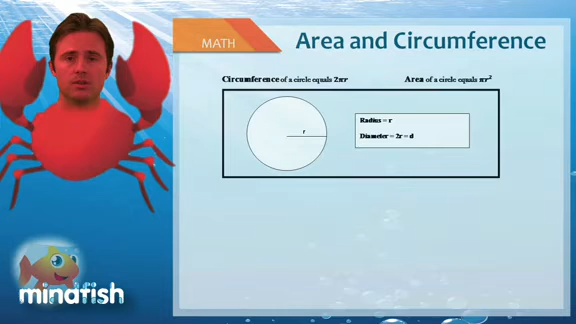 MATH
Area and Circumference
Circumference of a circle equals 2πr
Area of a circle equals πr²
r
Radius = r
Diameter = 2r = d
minafish